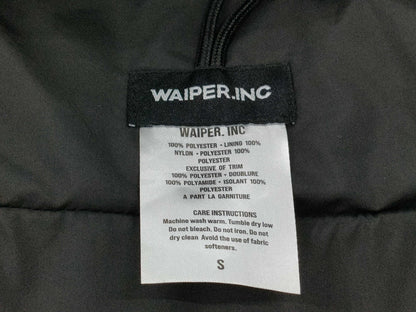 WAIPER.INC
WAIPER. INC
100% POLYESTER - LINING 100%
NYLON - POLYESTER 100%
POLYESTER
EXCLUSIVE OF TRIM
100% POLYESTER - DOUBLURE
100% POLYAMIDE - ISOLANT 100%
POLYESTER
A PART LA GARNITURE
CARE INSTRUCTIONS
Machine wash warm. Tumble dry low
Do not bleach. Do not iron. Do not
dry clean Avoid the use of fabric
softeners.
S